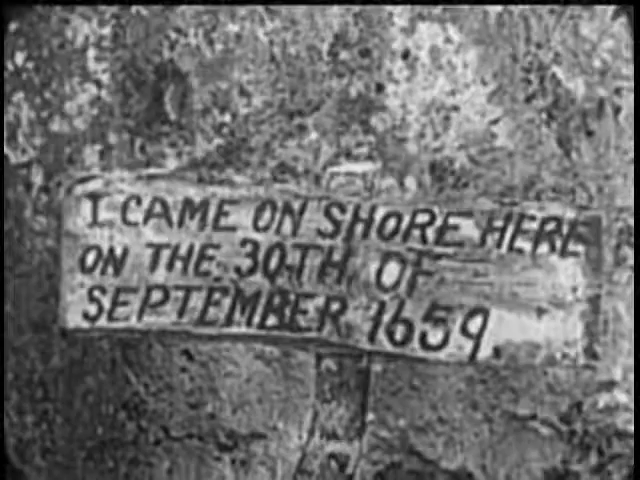 I CAME ON SHORE HERE
ON THE 30TH OF
SEPTEMBER 1659